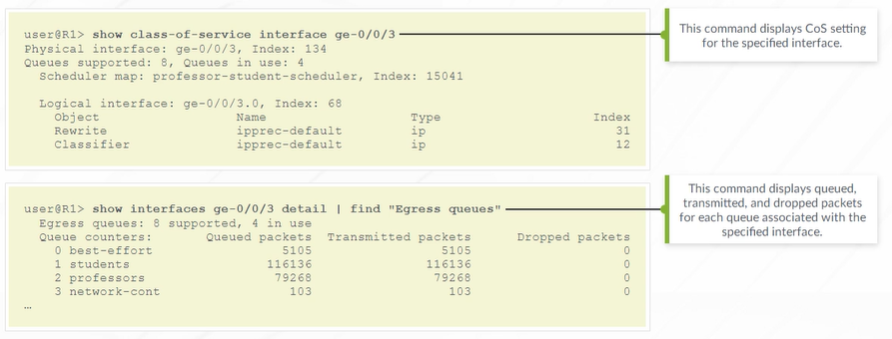 user@R1> show class-of-service interface ge-0/0/3
Physical interface: ge-0/0/3, Index: 134
Queues supported: 8, Queues in use: 4
Scheduler map: professor-student-scheduler, Index: 15041
Logical interface: ge-0/0/3.0, Index: 68
Object Name Type Index
Rewrite ipprec-default ip 31
Classifier ipprec-default ip 12
This command displays CoS setting
for the specified interface.
user@R1> show interfaces ge-0/0/3 detail | find "Egress queues"
Egress queues: 8 supported, 4 in use
Queue counters: Queued packets Transmitted packets Dropped packets
0 best-effort 5105 5105 0
1 students 116136 116136 0
2 professors 79268 79268 0
3 network-cont 103 103 0
…
This command displays queued,
transmitted, and dropped packets
for each queue associated with the
specified interface.